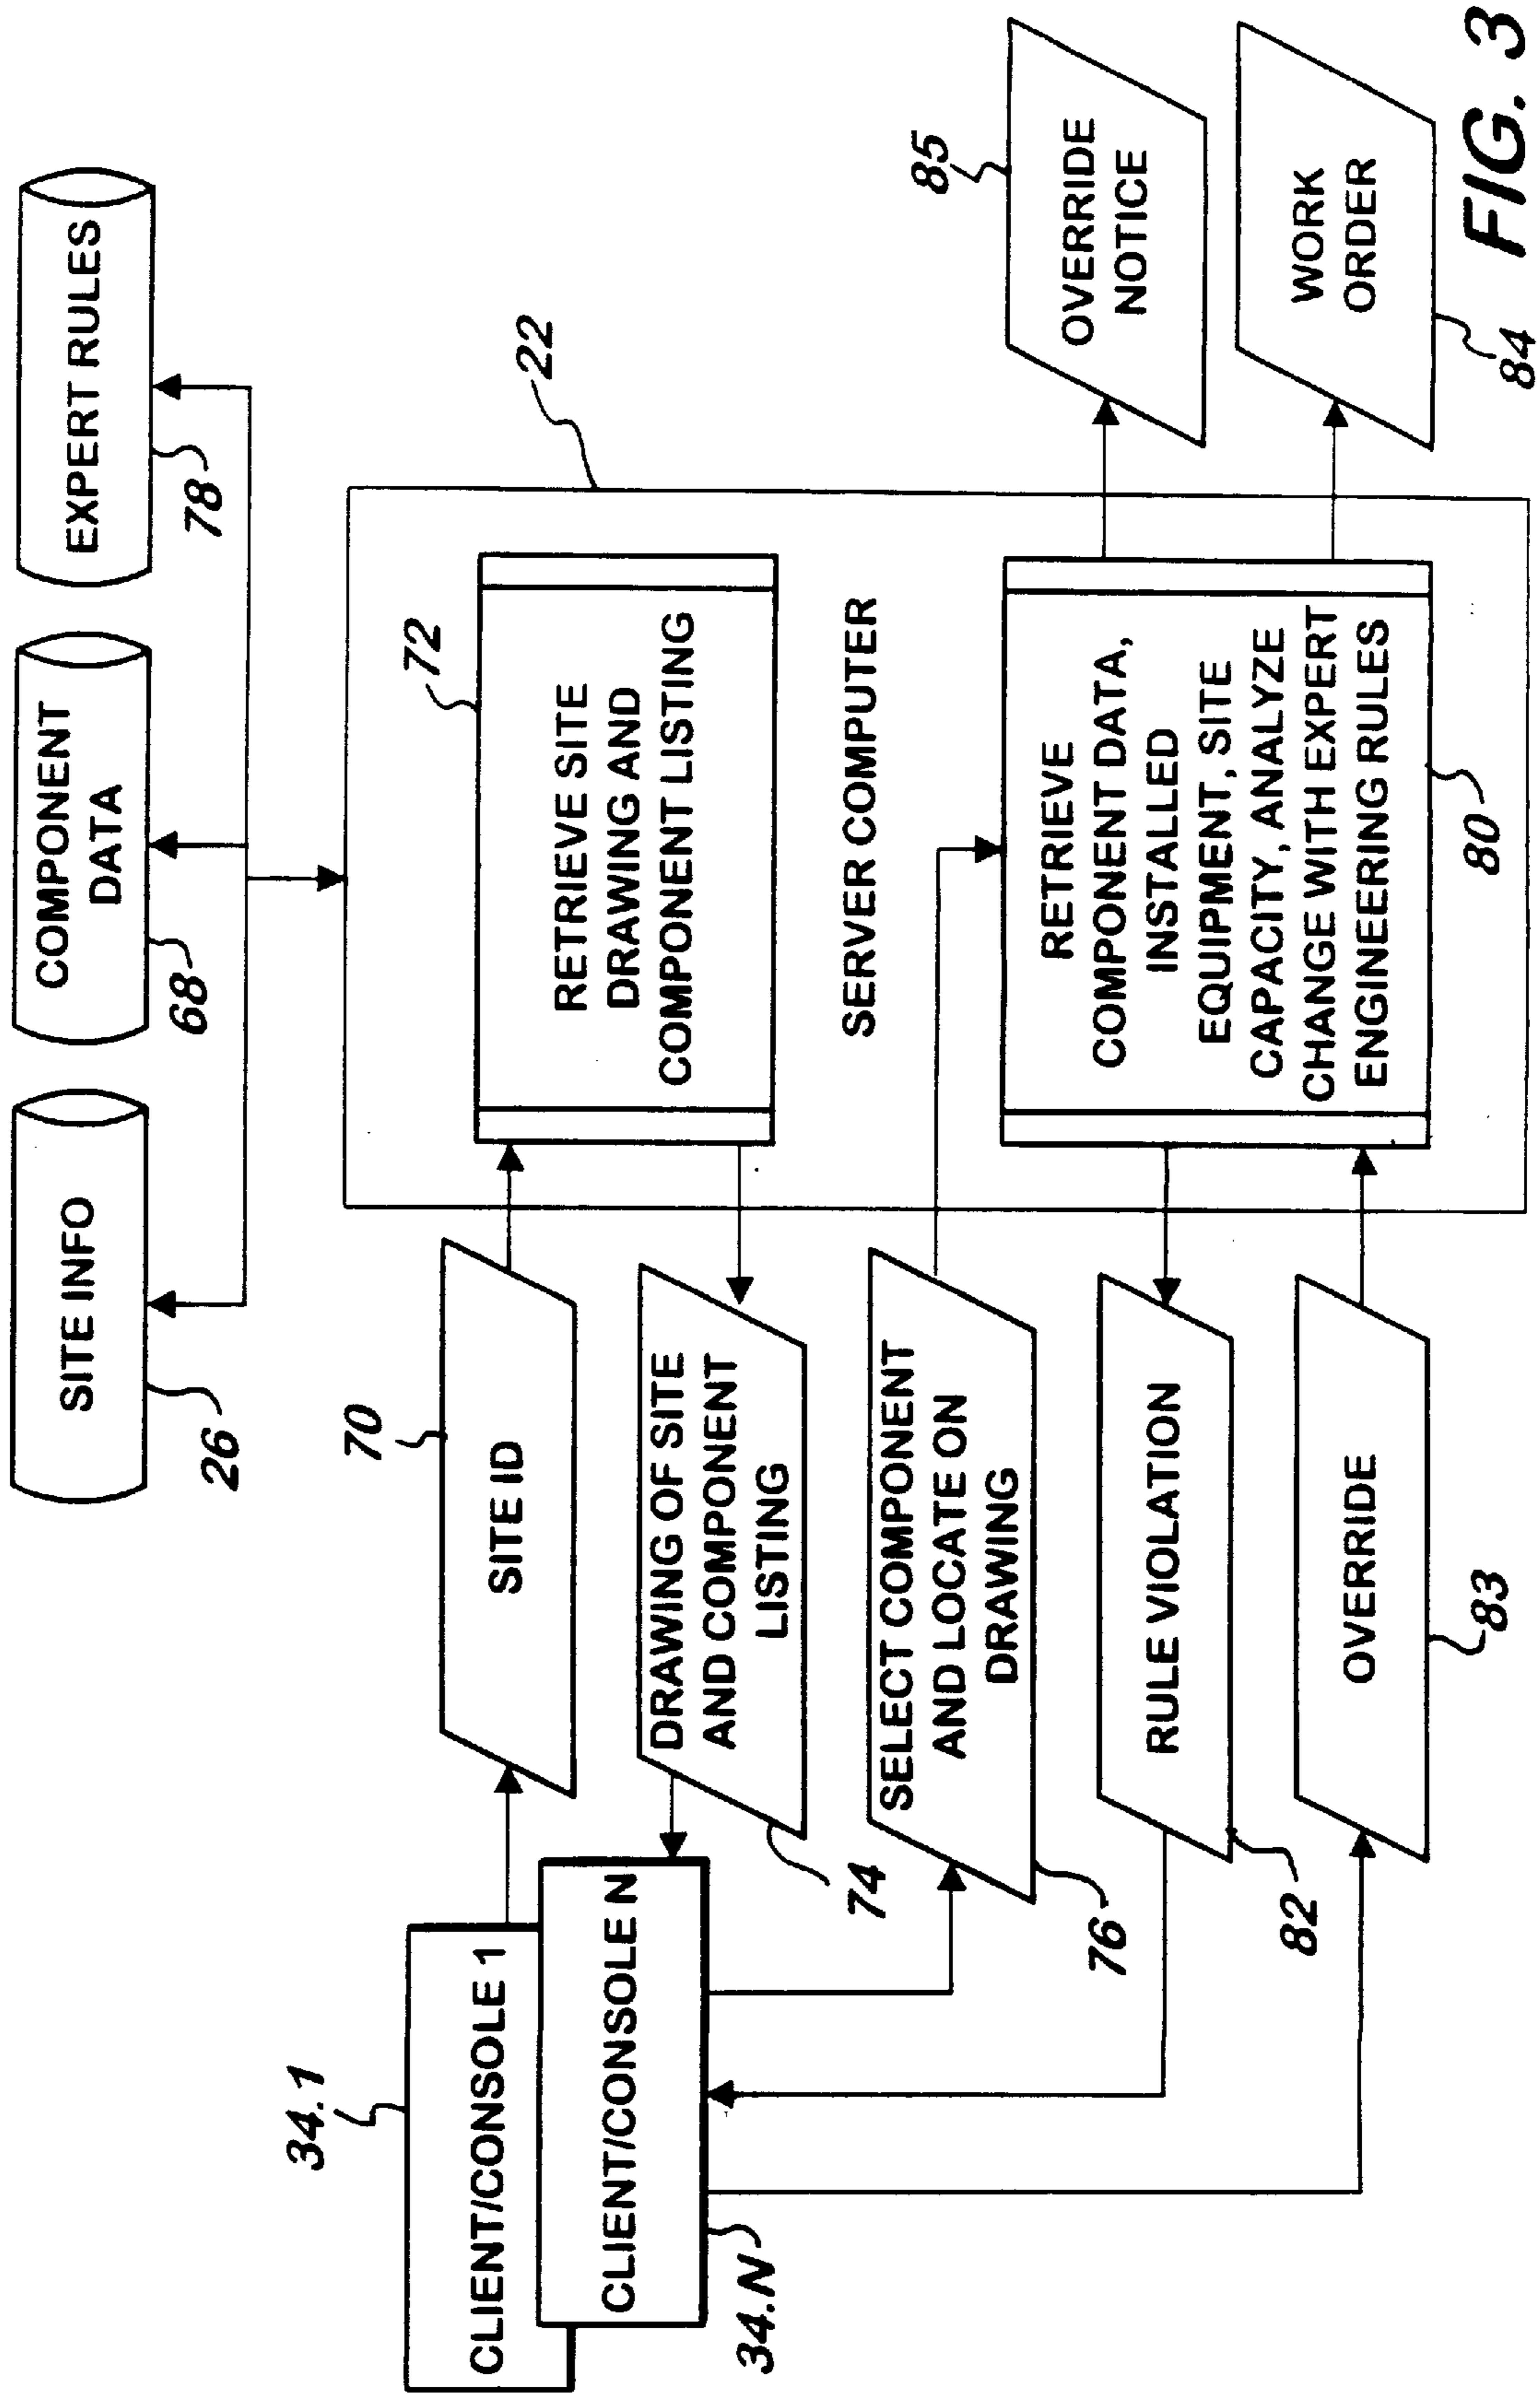 SITE INFO
26
COMPONENT
DATA
68
EXPERT RULES
78
34.1
CLIENT/CONSOLE 1
CLIENT/CONSOLE N
34.N
70
SITE ID
DRAWING OF SITE
AND COMPONENT
LISTING
74
SELECT COMPONENT
AND LOCATE ON
DRAWING
76
RULE VIOLATION
82
OVERRIDE
83
22
72
RETRIEVE SITE
DRAWING AND
COMPONENT LISTING
SERVER COMPUTER
RETRIEVE
COMPONENT DATA,
INSTALLED
EQUIPMENT, SITE
CAPACITY, ANALYZE
CHANGE WITH EXPERT
ENGINEERING RULES
80
85
OVERRIDE
NOTICE
WORK
ORDER
84
FIG. 3